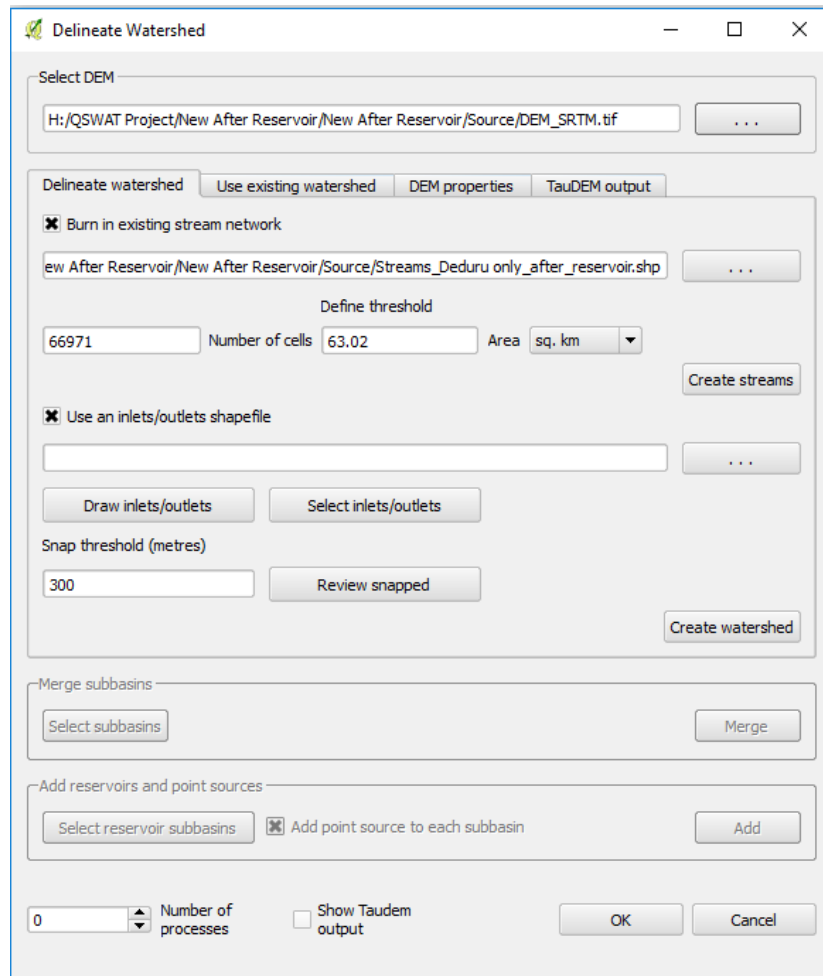 Delineate Watershed
Select DEM
H:/QSWAT Project/New After Reservoir/New After Reservoir/Source/DEM_SRTM.tif
. . .
Delineate watershed Use existing watershed DEM properties TauDEM output
Burn in existing stream network
ew After Reservoir/New After Reservoir/Source/Streams_Deduru only_after_reservoir.shp
. . .
Define threshold
66971 Number of cells 63.02 Area sq. km
Create streams
Use an inlets/outlets shapefile
. . .
Draw inlets/outlets Select inlets/outlets
Snap threshold (metres)
300 Review snapped
Create watershed
Merge subbasins
Select subbasins Merge
Add reservoirs and point sources
Select reservoir subbasins Add point source to each subbasin Add
0 Number of processes Show Taudem output OK Cancel